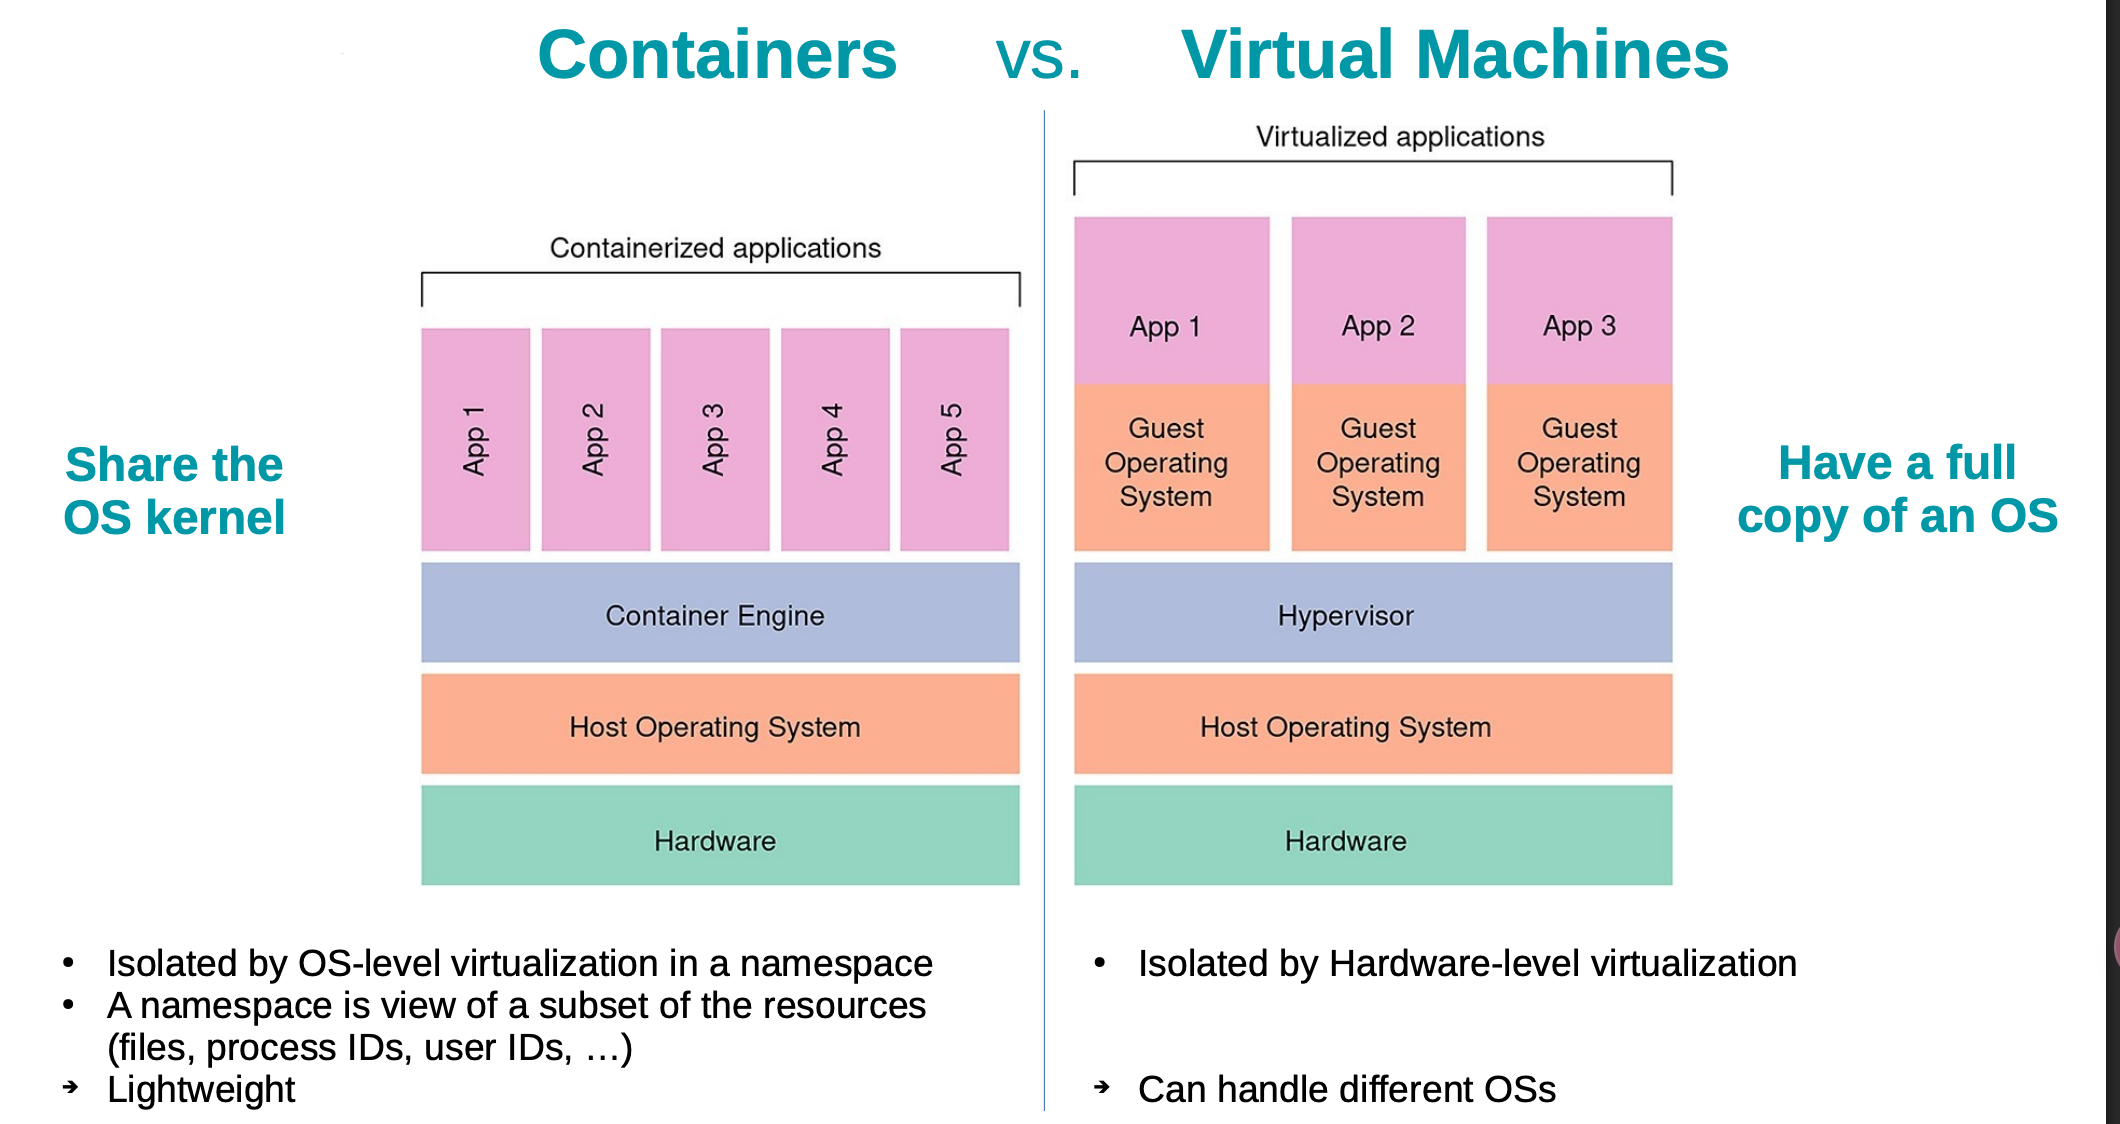 Containers vs. Virtual Machines
Virtualized applications
Containerized applications
App 1
App 2
App 3
App 4
App 5
App 1
App 2
App 3
Guest
Operating
System
Guest
Operating
System
Guest
Operating
System
Share the
OS kernel
Have a full
copy of an OS
Container Engine
Hypervisor
Host Operating System
Host Operating System
Hardware
Hardware
• Isolated by OS-level virtualization in a namespace
• A namespace is view of a subset of the resources
(files, process IDs, user IDs, …)
➔ Lightweight
• Isolated by Hardware-level virtualization
➔ Can handle different OSs